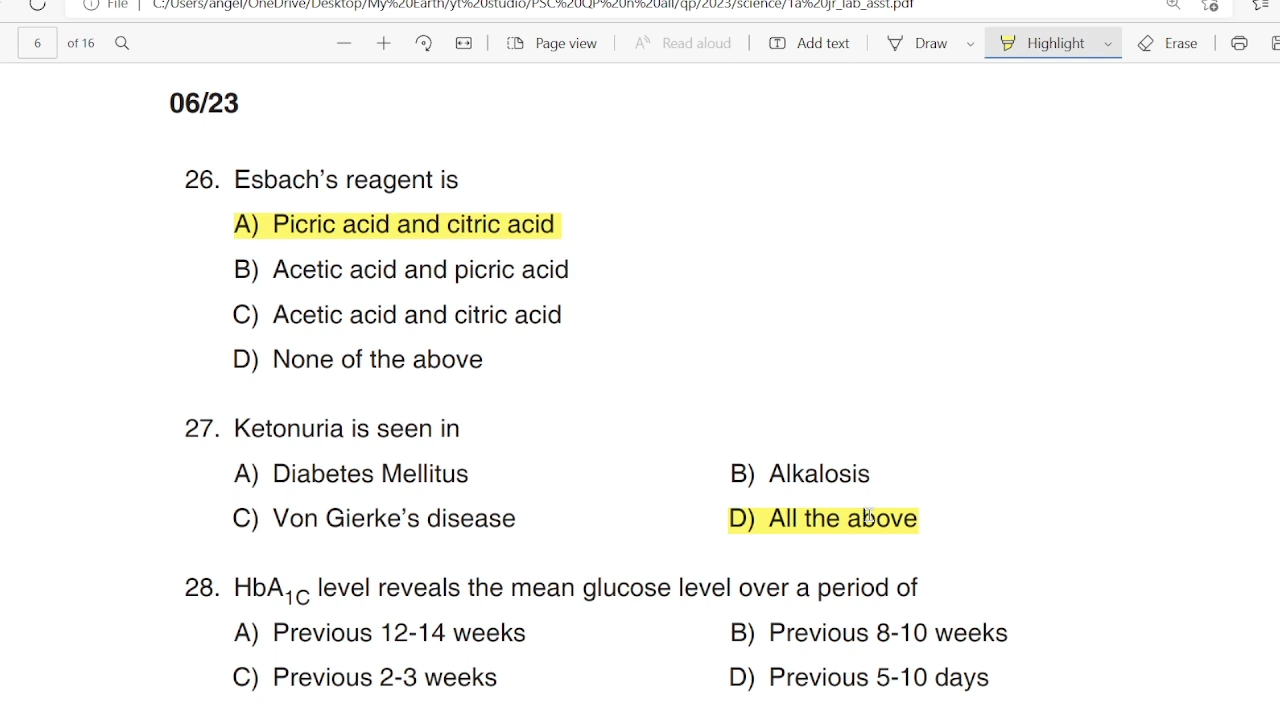 File | C:/Users/angel/OneDrive/Desktop/My%20Earth/yt%20studio/PSC%20QP%20n%20all/qp/2023/science/1a%20jr_lab_asst.pdf
6 of 16 Page view Read aloud Add text Draw Highlight Erase
06/23
26. Esbach's reagent is
A) Picric acid and citric acid
B) Acetic acid and picric acid
C) Acetic acid and citric acid
D) None of the above
27. Ketonuria is seen in
A) Diabetes Mellitus B) Alkalosis
C) Von Gierke's disease D) All the above
28. HbA1C level reveals the mean glucose level over a period of
A) Previous 12-14 weeks B) Previous 8-10 weeks
C) Previous 2-3 weeks D) Previous 5-10 days